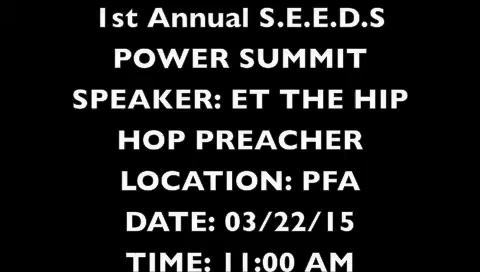 1st Annual S.E.E.D.S
POWER SUMMIT
SPEAKER: ET THE HIP
HOP PREACHER
LOCATION: PFA
DATE: 03/22/15
TIME: 11:00 AM